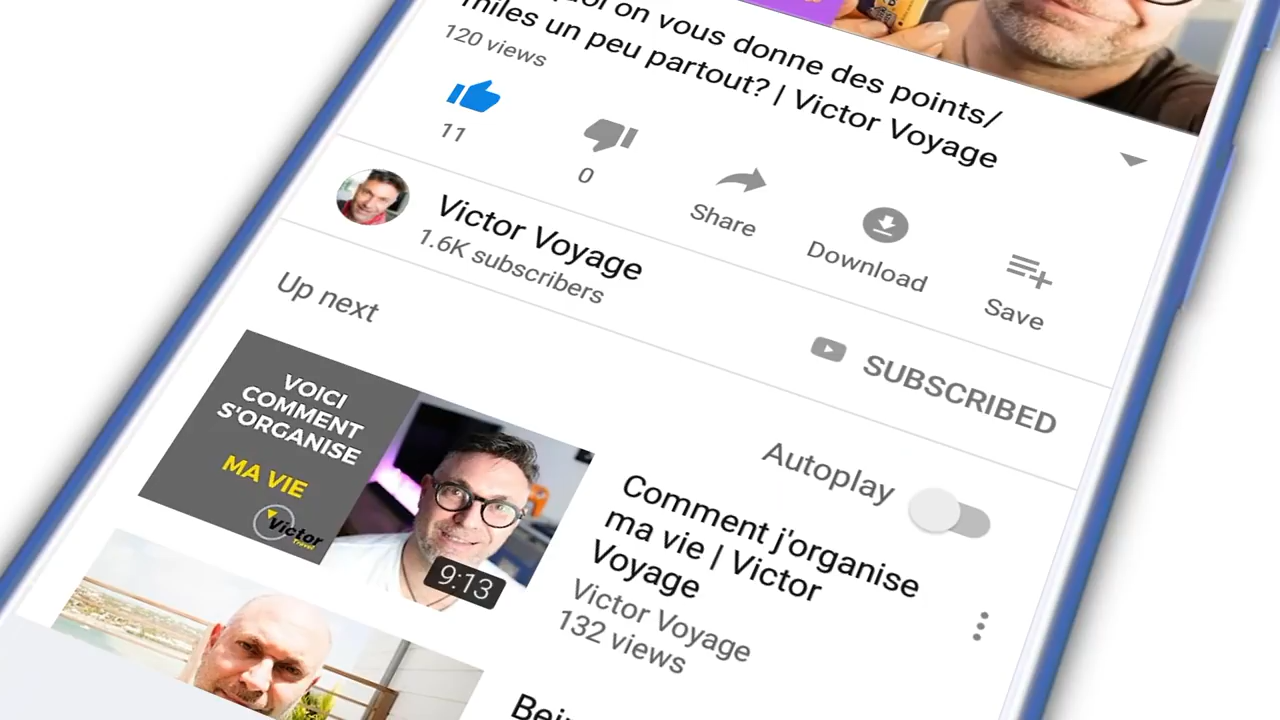 on vous donne des points/
miles un peu partout? | Victor Voyage
120 views
11
0
Share
Download
Save
Victor Voyage
1.6K subscribers
SUBSCRIBED
Up next
Autoplay
VOICI
COMMENT
S'ORGANISE
MA VIE
Victor
Travel
9:13
Comment j'organise
ma vie | Victor
Voyage
Victor Voyage
132 views